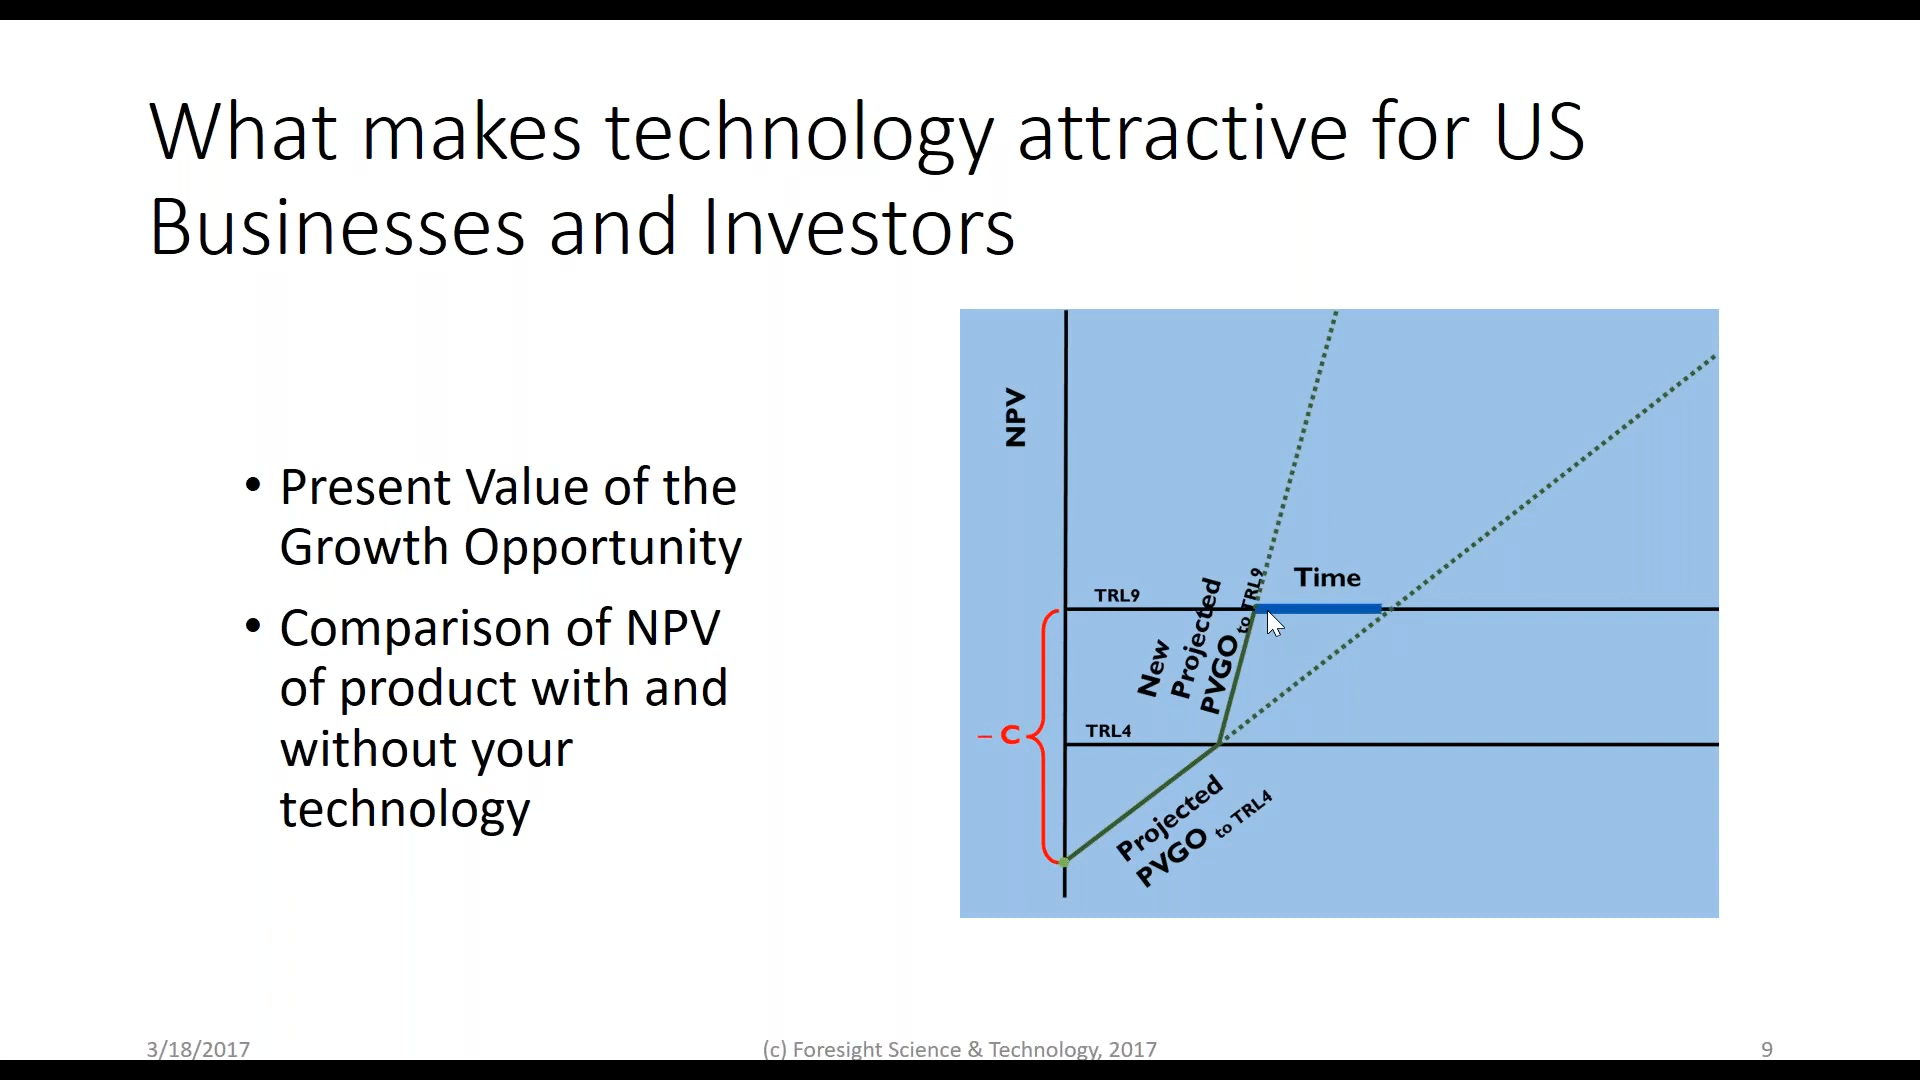 What makes technology attractive for US
Businesses and Investors
• Present Value of the
Growth Opportunity
• Comparison of NPV
of product with and
without your
technology
NPV
Time
TRL9
New
Projected
PVGO to TRL9
– C
TRL4
Projected
PVGO to TRL4
3/18/2017
(c) Foresight Science & Technology, 2017
9